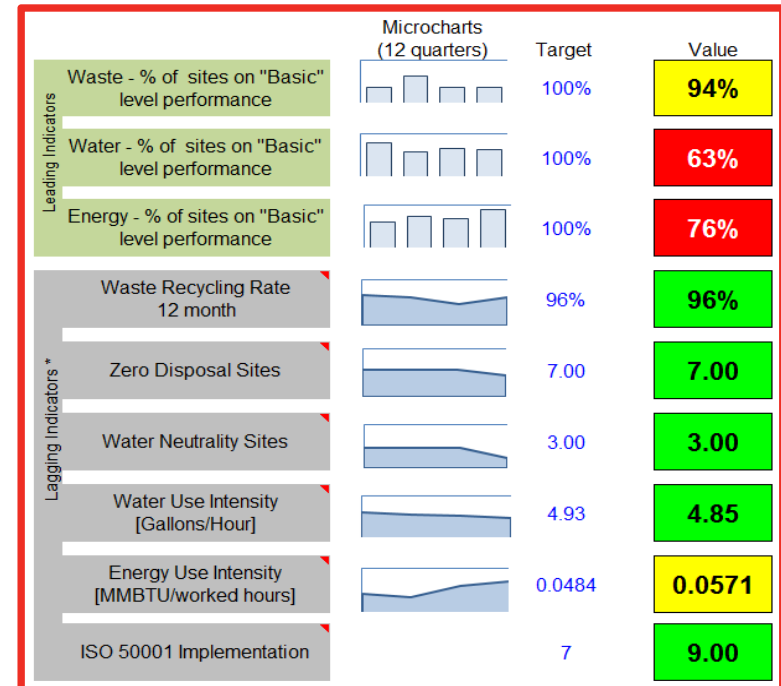 Microcharts
(12 quarters)
Target
Value
Leading Indicators
Waste - % of sites on "Basic"
level performance
100%
94%
Water - % of sites on "Basic"
level performance
100%
63%
Energy - % of sites on "Basic"
level performance
100%
76%
Lagging Indicators *
Waste Recycling Rate
12 month
96%
96%
Zero Disposal Sites
7.00
7.00
Water Neutrality Sites
3.00
3.00
Water Use Intensity
[Gallons/Hour]
4.93
4.85
Energy Use Intensity
[MMBTU/worked hours]
0.0484
0.0571
ISO 50001 Implementation
7
9.00